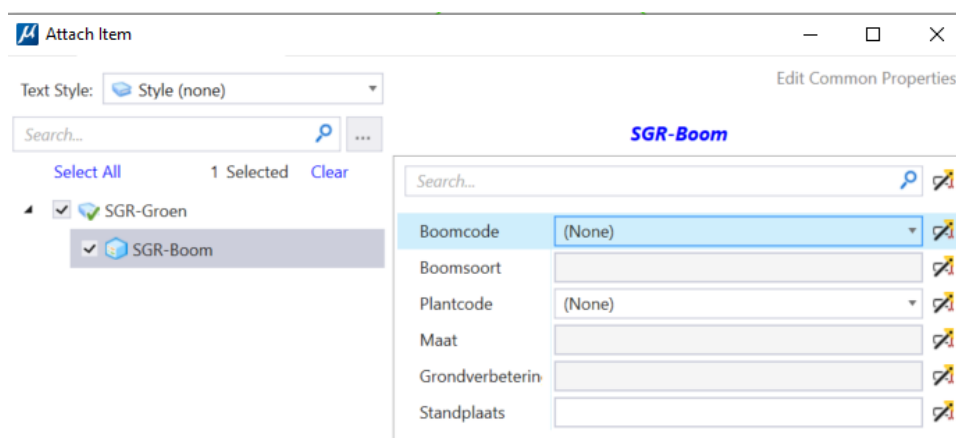 Attach Item
Text Style: Style (none)
Edit Common Properties
Search... ...
SGR-Boom
Select All 1 Selected Clear
Search...
SGR-Groen
SGR-Boom
Boomcode (None)
Boomsoort
Plantcode (None)
Maat
Grondverbeterin
Standplaats